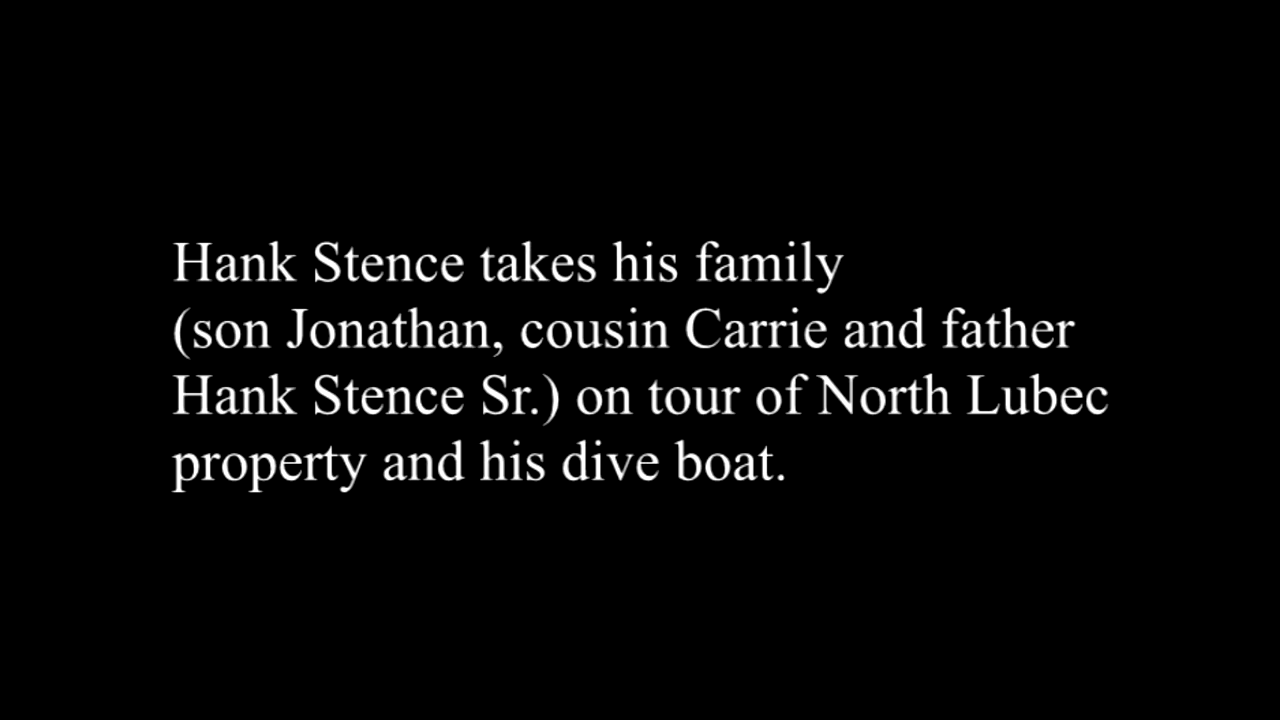 Hank Stence takes his family
(son Jonathan, cousin Carrie and father
Hank Stence Sr.) on tour of North Lubec
property and his dive boat.